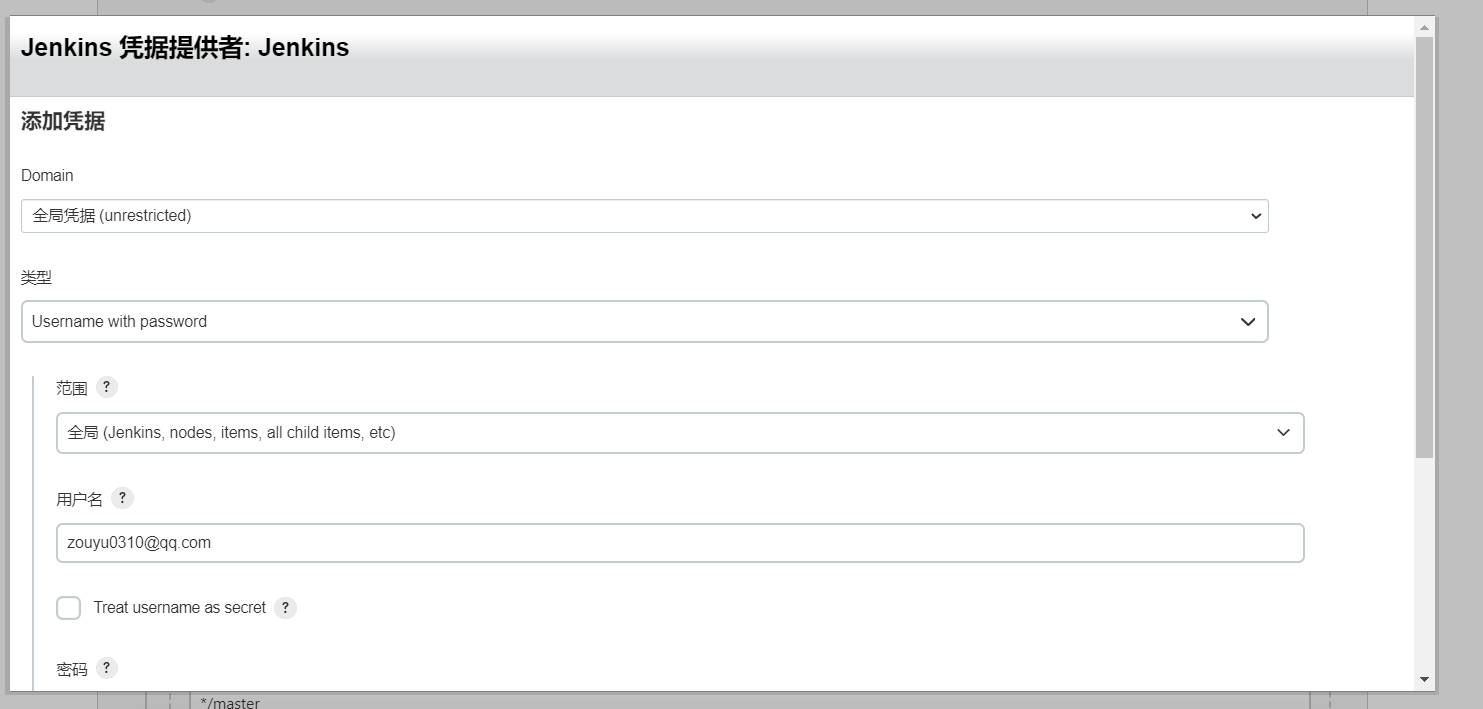 Jenkins 凭据提供者: Jenkins
添加凭据
Domain
全局凭据 (unrestricted)
类型
Username with password
范围 ?
全局 (Jenkins, nodes, items, all child items, etc)
用户名 ?
zouyu0310@qq.com
Treat username as secret ?
密码 ?
*/master